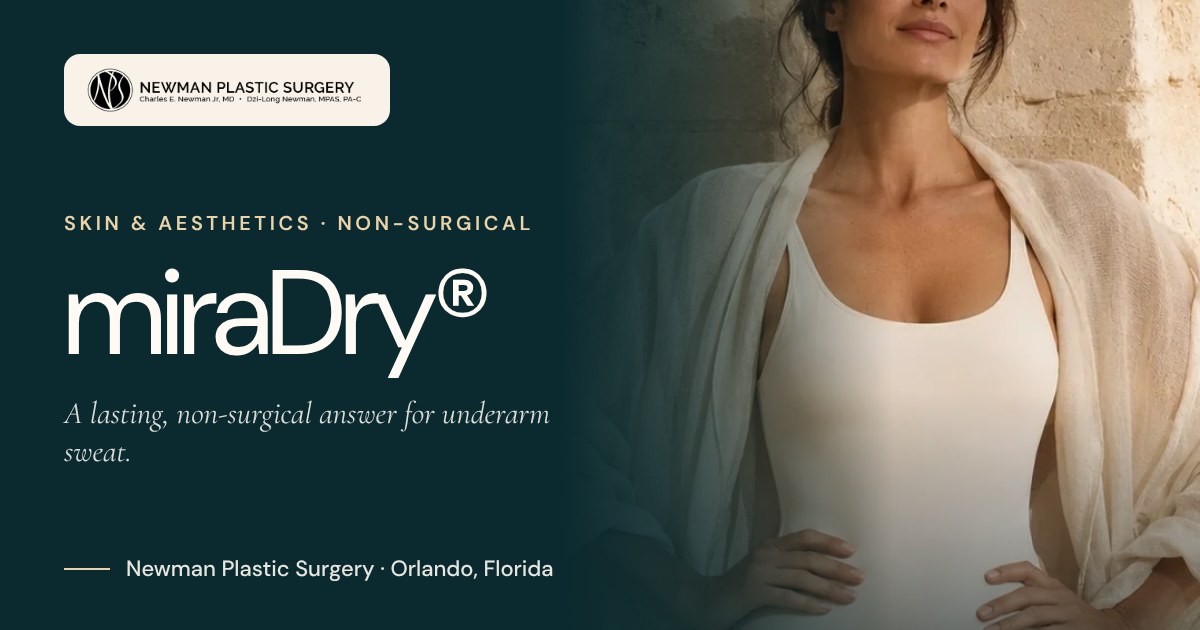 NPS
NEWMAN PLASTIC SURGERY
Charles E. Newman Jr, MD • Dzi-Long Newman, MPAS, PA-C
SKIN & AESTHETICS · NON-SURGICAL
miraDry®
A lasting, non-surgical answer for underarm
sweat.
Newman Plastic Surgery · Orlando, Florida